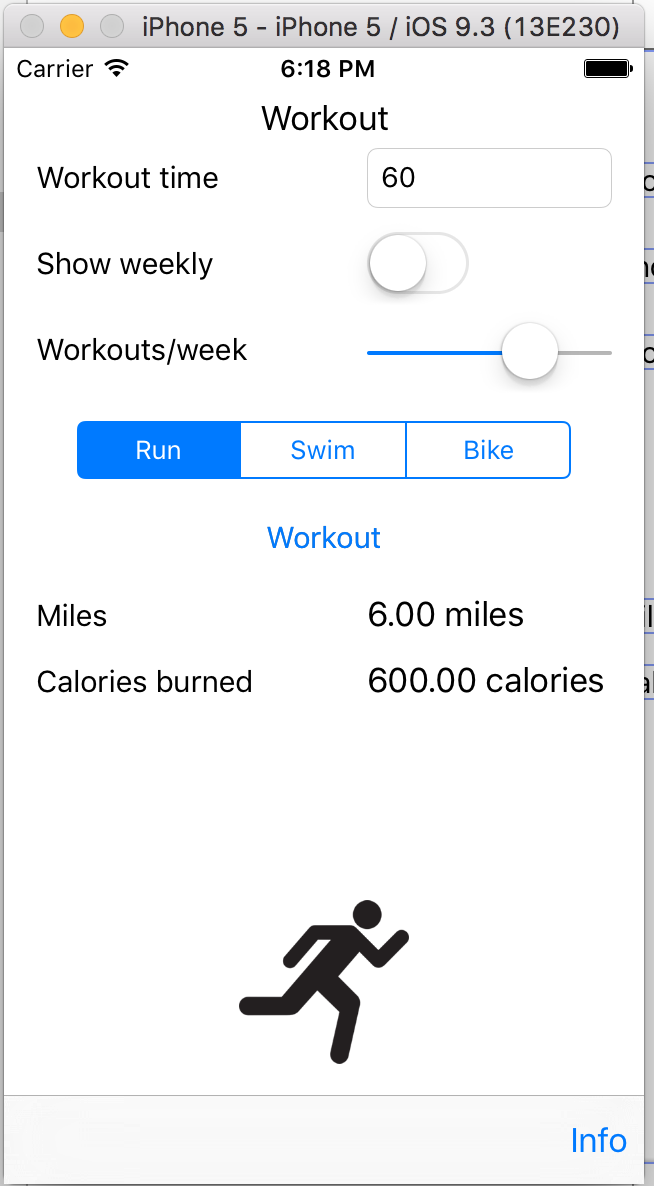 iPhone 5 - iPhone 5 / iOS 9.3 (13E230)
Carrier 6:18 PM
Workout
Workout time 60
Show weekly
Workouts/week
Run Swim Bike
Workout
Miles 6.00 miles
Calories burned 600.00 calories
Info